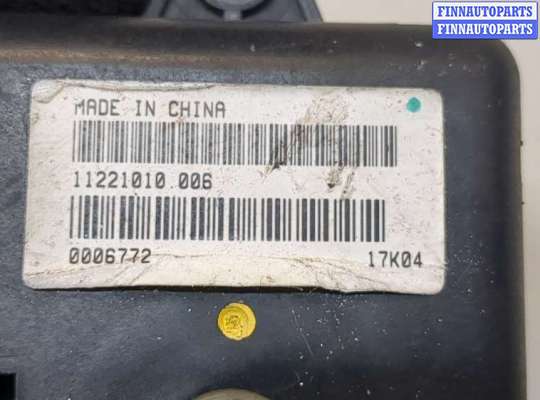 FINNAUTOPARTS
FINNAUTOPARTS
MADE IN CHINA
11221010.006
0006772 17K04